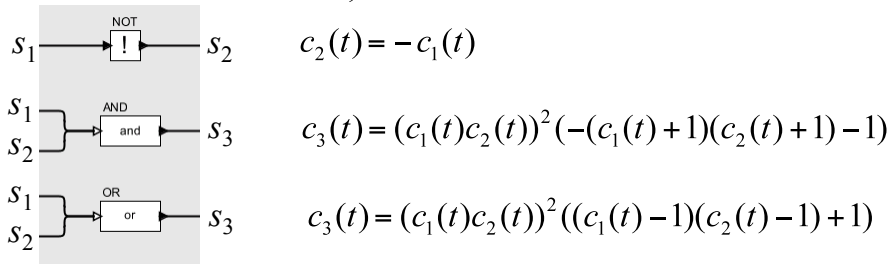 NOT
s₁ ! s₂ c₂(t) = −c₁(t)
s₁ AND
and s₃ c₃(t) = (c₁(t)c₂(t))²(−(c₁(t)+1)(c₂(t)+1)−1)
s₂
s₁ OR
or s₃ c₃(t) = (c₁(t)c₂(t))²((c₁(t)−1)(c₂(t)−1)+1)
s₂